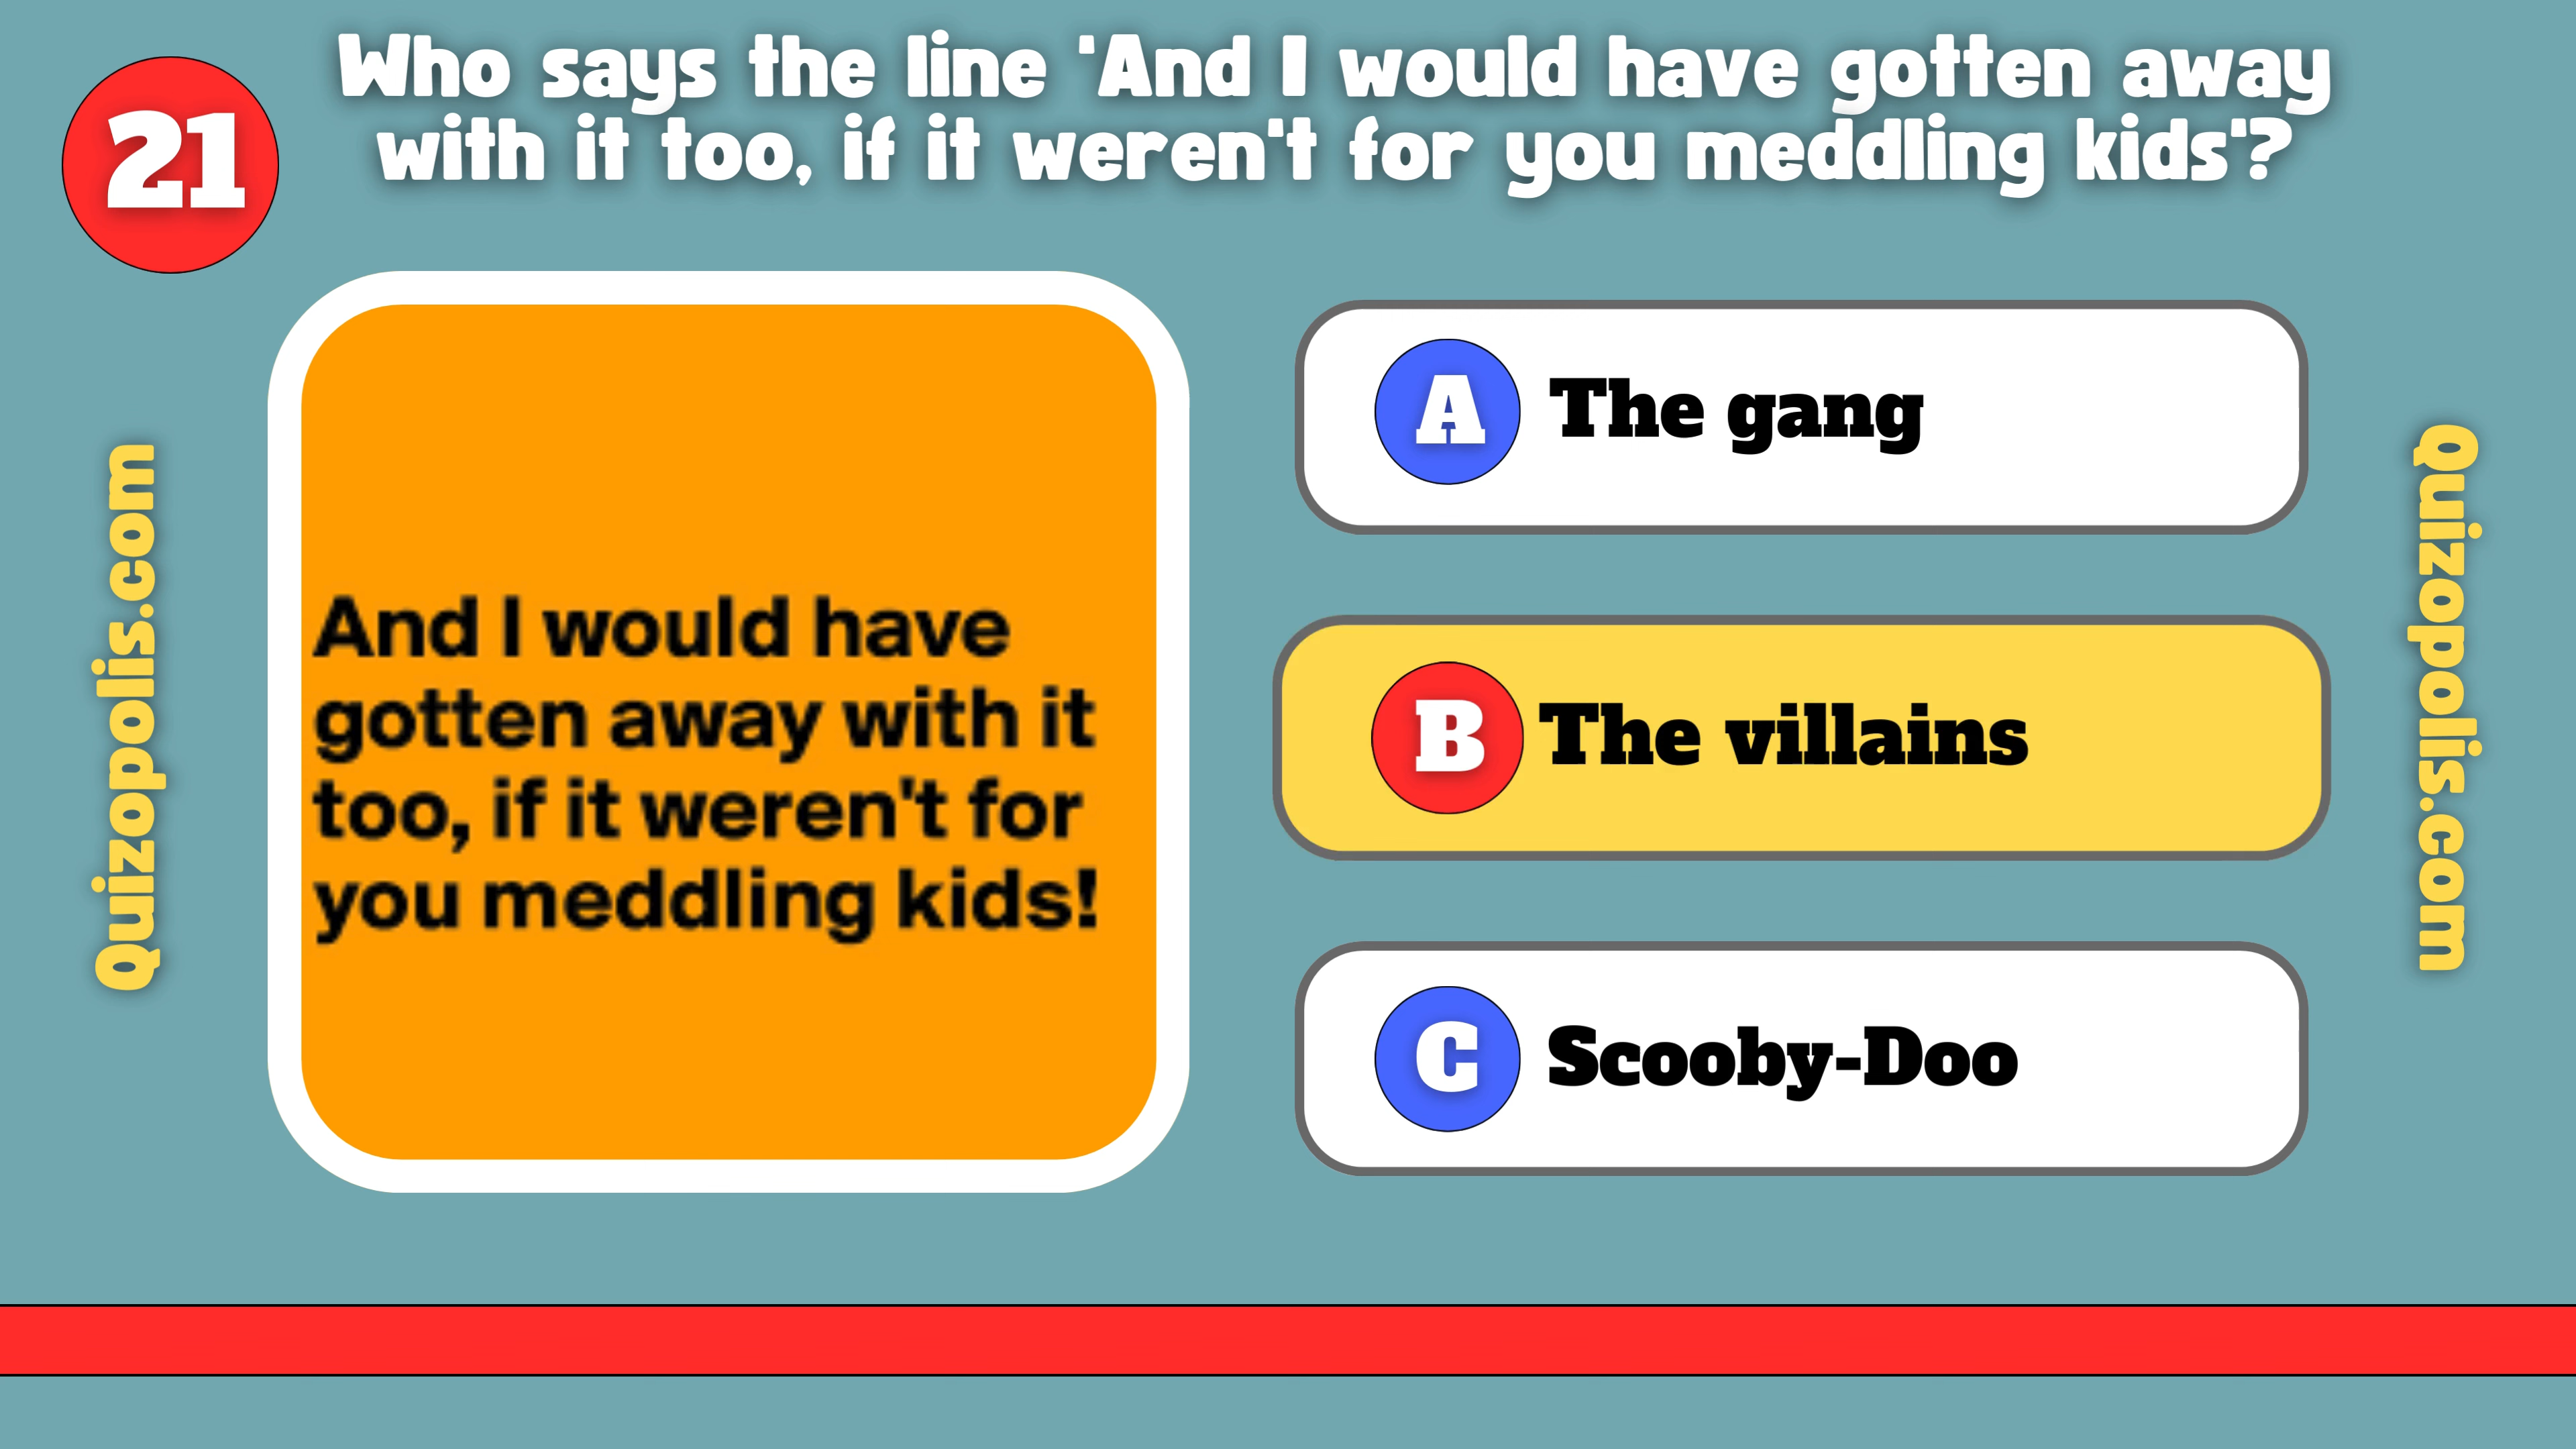 Who says the line 'And I would have gotten away
with it too, if it weren't for you meddling kids'?
21
And I would have
gotten away with it
too, if it weren't for
you meddling kids!
A The gang
B The villains
C Scooby-Doo
Quizopolis.com
Quizopolis.com